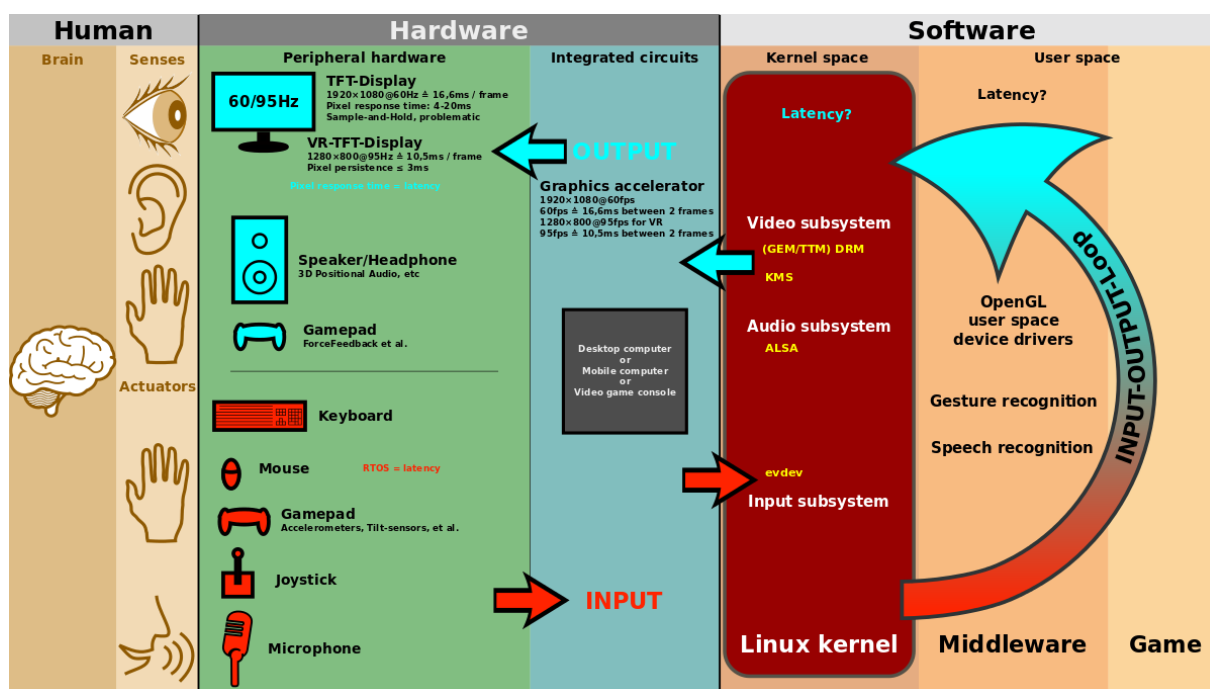 Human
Hardware
Software
Brain
Senses
Peripheral hardware
Integrated circuits
Kernel space
User space
60/95Hz
TFT-Display
1920×1080@60Hz ≙ 16,6ms / frame
Pixel response time: 4-20ms
Sample-and-Hold, problematic
VR-TFT-Display
1280×800@95Hz ≙ 10,5ms / frame
Pixel persistence ≤ 3ms
Pixel response time = latency
OUTPUT
Graphics accelerator
1920×1080@60fps
60fps ≙ 16,6ms between 2 frames
1280×800@95fps for VR
95fps ≙ 10,5ms between 2 frames
Latency?
Latency?
Speaker/Headphone
3D Positional Audio, etc
Gamepad
ForceFeedback et al.
Video subsystem
(GEM/TTM) DRM
KMS
Audio subsystem
ALSA
OpenGL
user space
device drivers
Desktop computer
or
Mobile computer
or
Video game console
Actuators
Keyboard
Mouse
RTOS = latency
Gamepad
Accelerometers, Tilt-sensors, et al.
Joystick
Microphone
INPUT
evdev
Input subsystem
Gesture recognition
Speech recognition
INPUT-OUTPUT-Loop
Linux kernel
Middleware
Game